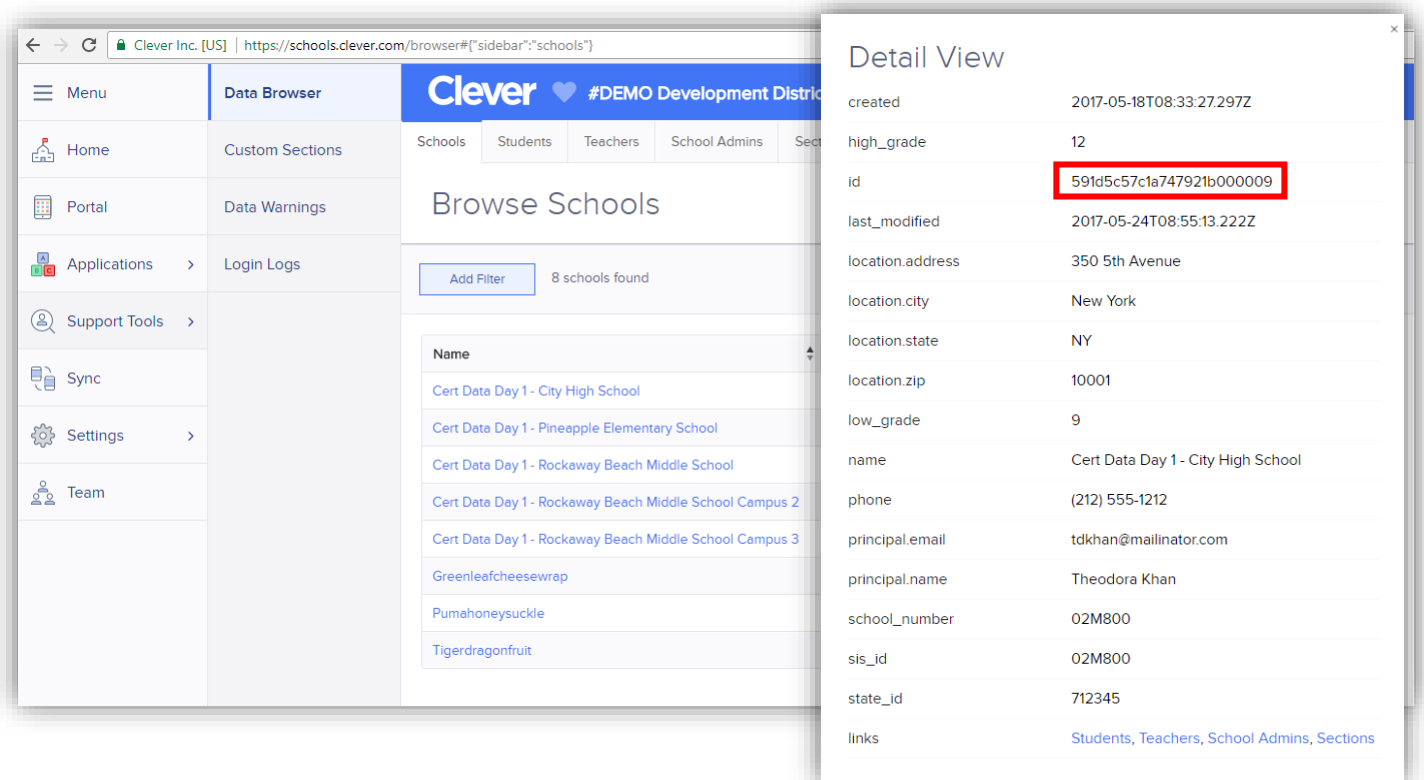 Clever Inc. [US] | https://schools.clever.com/browser#{"sidebar":"schools"}
Menu
Home
Portal
Applications
Support Tools
Sync
Settings
Team
Data Browser
Custom Sections
Data Warnings
Login Logs
Clever #DEMO Development Distric
Schools Students Teachers School Admins Sect
Browse Schools
Add Filter 8 schools found
Name
Cert Data Day 1 - City High School
Cert Data Day 1 - Pineapple Elementary School
Cert Data Day 1 - Rockaway Beach Middle School
Cert Data Day 1 - Rockaway Beach Middle School Campus 2
Cert Data Day 1 - Rockaway Beach Middle School Campus 3
Greenleafcheesewrap
Pumahoneysuckle
Tigerdragonfruit
Detail View
created 2017-05-18T08:33:27.297Z
high_grade 12
id 591d5c57c1a747921b000009
last_modified 2017-05-24T08:55:13.222Z
location.address 350 5th Avenue
location.city New York
location.state NY
location.zip 10001
low_grade 9
name Cert Data Day 1 - City High School
phone (212) 555-1212
principal.email tdkhan@mailinator.com
principal.name Theodora Khan
school_number 02M800
sis_id 02M800
state_id 712345
links Students, Teachers, School Admins, Sections